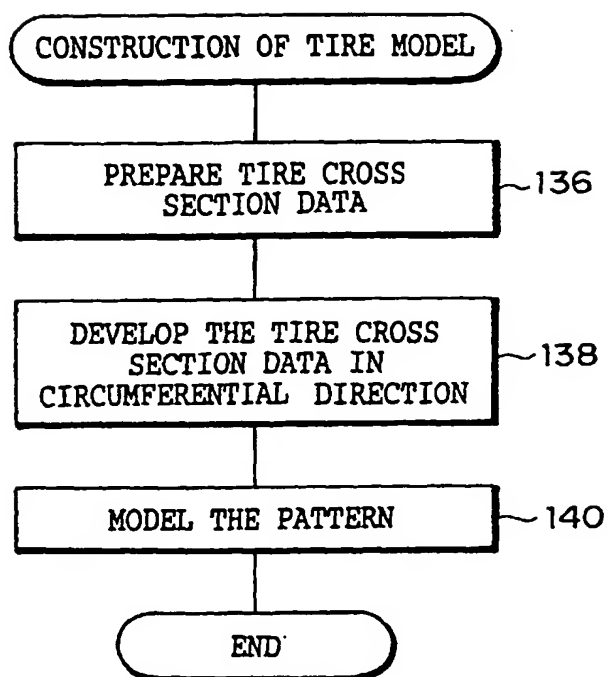 CONSTRUCTION OF TIRE MODEL
PREPARE TIRE CROSS
SECTION DATA
136
DEVELOP THE TIRE CROSS
SECTION DATA IN
CIRCUMFERENTIAL DIRECTION
138
MODEL THE PATTERN
140
END